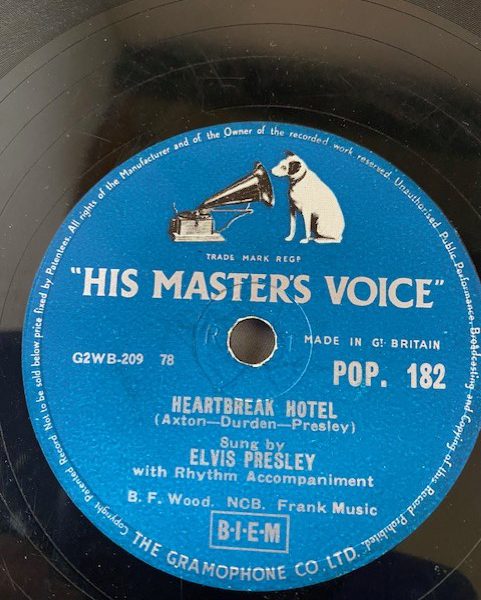 Patented Record Not to be sold below price fixed by Patentees. All rights of the Manufacturer and of the Owner of the recorded work reserved. Unauthorised Public Performance, Broadcasting and Copying of this Record Prohibited. Copyright
TRADE MARK REGD
"HIS MASTER'S VOICE"
MADE IN GT BRITAIN
G2WB-209 78
POP. 182
HEARTBREAK HOTEL
(Axton-Durden-Presley)
Sung by
ELVIS PRESLEY
with Rhythm Accompaniment
B. F. Wood. NCB. Frank Music
B·I·E·M
THE GRAMOPHONE CO. LTD.